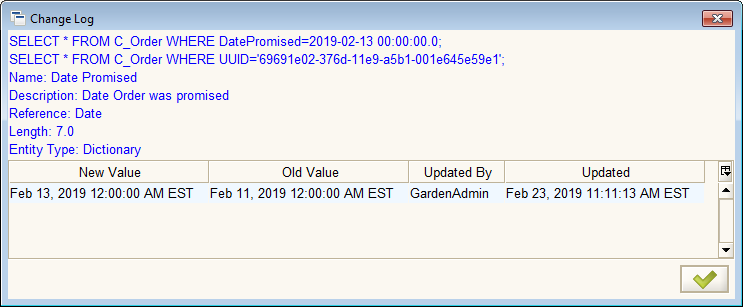 Change Log
SELECT * FROM C_Order WHERE DatePromised=2019-02-13 00:00:00.0;
SELECT * FROM C_Order WHERE UUID='69691e02-376d-11e9-a5b1-001e645e59e1';
Name: Date Promised
Description: Date Order was promised
Reference: Date
Length: 7.0
Entity Type: Dictionary
New Value Old Value Updated By Updated
Feb 13, 2019 12:00:00 AM EST Feb 11, 2019 12:00:00 AM EST GardenAdmin Feb 23, 2019 11:11:13 AM EST